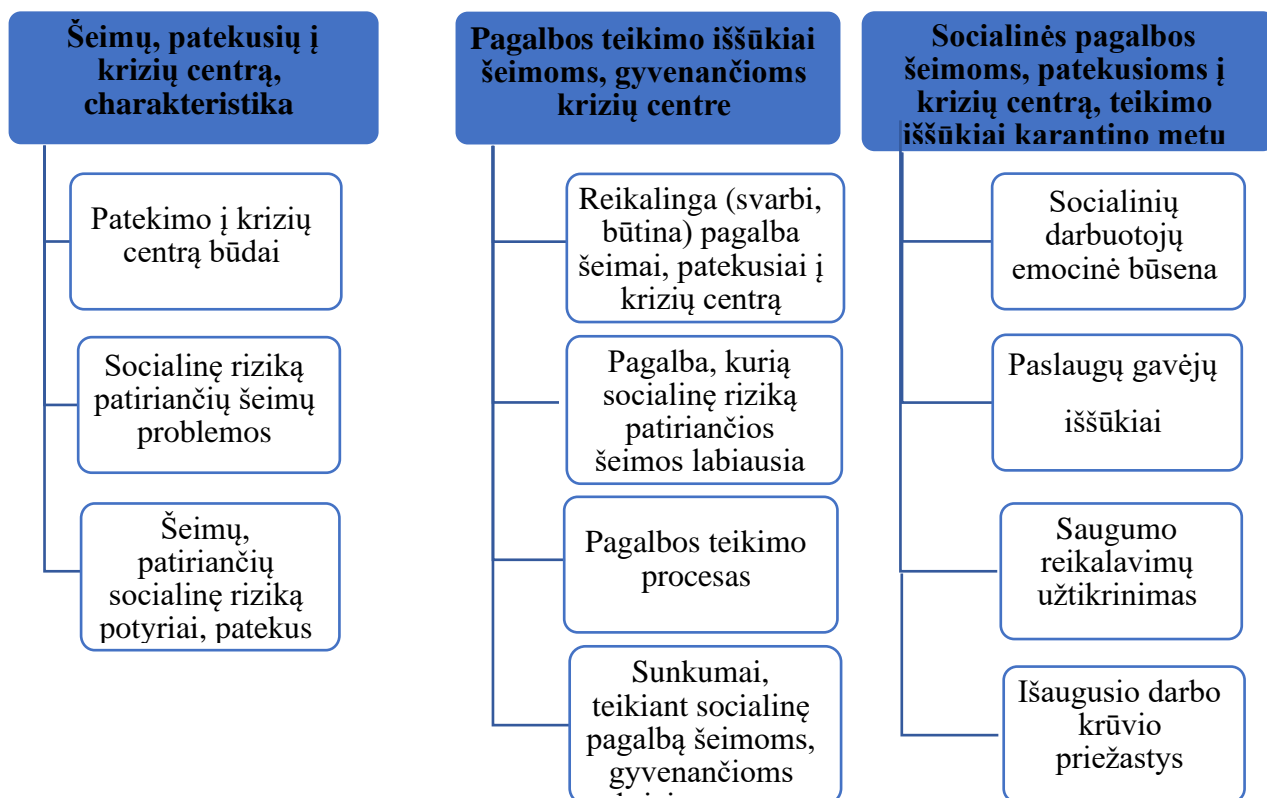 Šeimų, patekusių į
krizių centrą,
charakteristika
Patekimo į krizių
centrą būdai
Socialinę riziką
patiriančių šeimų
problemos
Šeimų,
patiriančių
socialinę riziką
potyriai, patekus
Pagalbos teikimo iššūkiai
šeimoms, gyvenančioms
krizių centre
Reikalinga (svarbi,
būtina) pagalba
šeimai, patekusiai į
krizių centrą
Pagalba, kurią
socialinę riziką
patiriančios
šeimos labiausia
Pagalbos teikimo
procesas
Sunkumai,
teikiant socialinę
pagalbą šeimoms,
gyvenančioms
Socialinės pagalbos
šeimoms, patekusioms į
krizių centrą, teikimo
iššūkiai karantino metu
Socialinių
darbuotojų
emocinė būsena
Paslaugų gavėjų
iššūkiai
Saugumo
reikalavimų
užtikrinimas
Išaugusio darbo
krūvio
priežastys